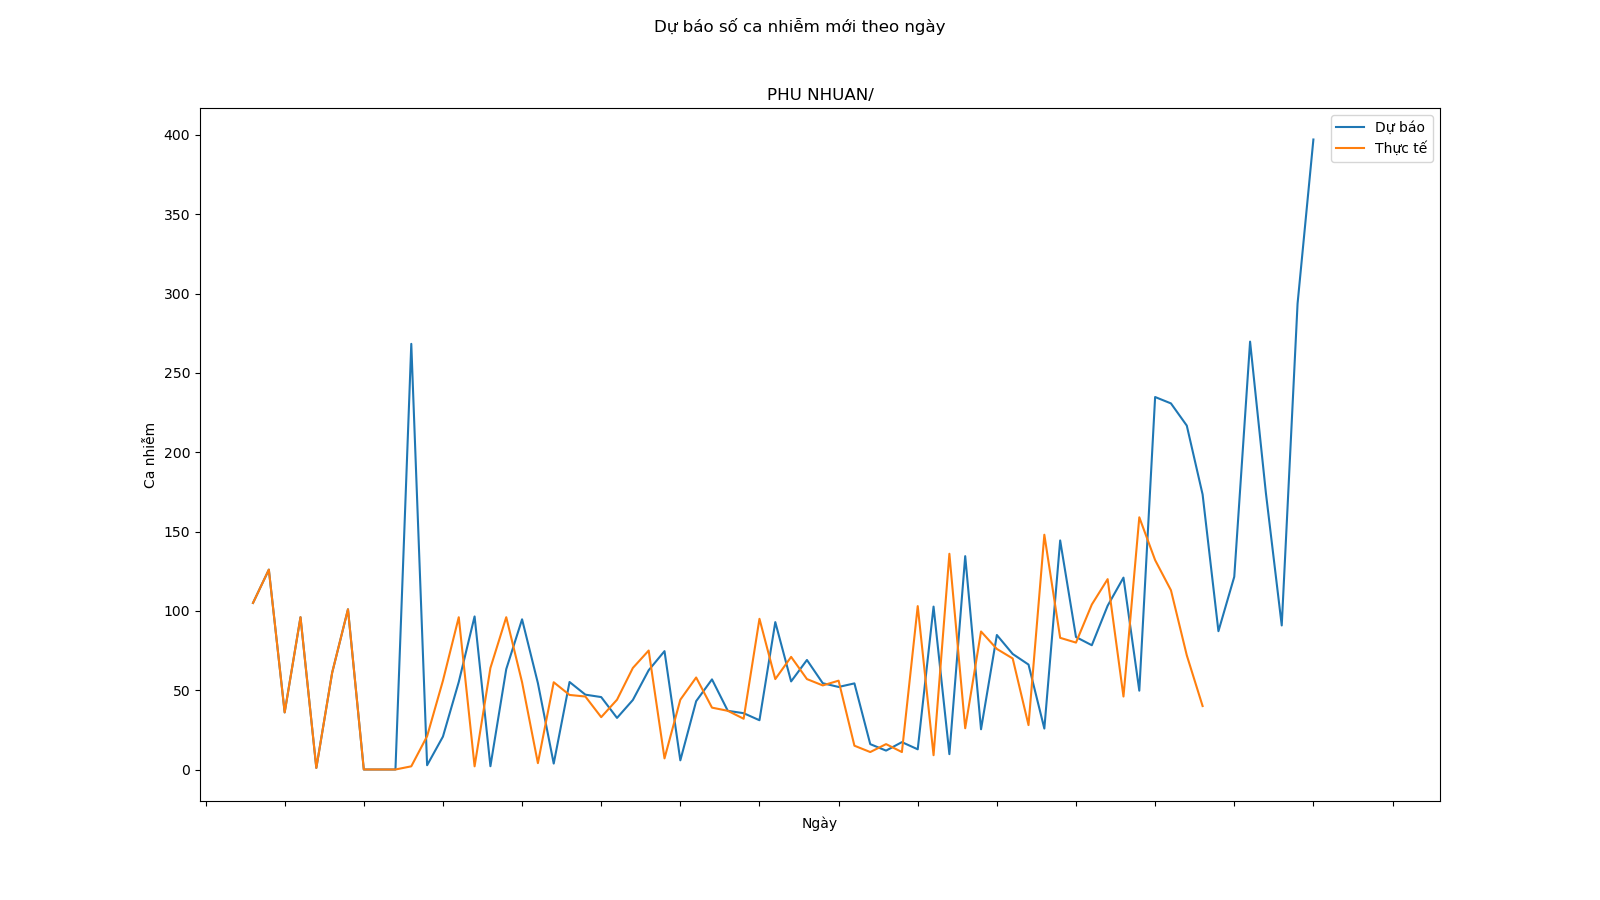 Dự báo số ca nhiễm mới theo ngày
PHU NHUAN/
Dự báo
Thực tế
400
350
300
250
200
150
100
50
0
Ca nhiễm
Ngày